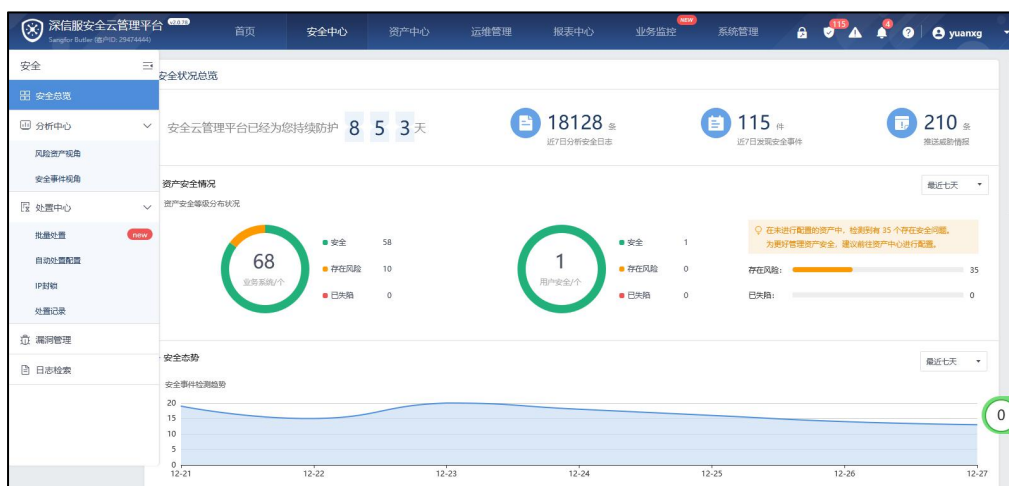 深信服安全云管理平台 v2.0.76
Sangfor Butler (客户ID: 29474444)
首页 安全中心 资产中心 运维管理 报表中心 业务监控 NEW 系统管理 115 4 yuanxg
安全
安全总览
分析中心
风险资产视角
安全事件视角
处置中心
批量处置 new
自动处置配置
IP封锁
处置记录
漏洞管理
日志检索
安全状况总览
安全云管理平台已经为您持续防护 8 5 3 天
18128 条
近7日分析安全日志
115 件
近7日发现安全事件
210 条
推送威胁情报
资产安全情况
最近七天
资产安全等级分布状况
68
业务系统/个
安全 58
存在风险 10
已失陷 0
1
用户安全/个
安全 1
存在风险 0
已失陷 0
在未进行配置的资产中，检测到有 35 个存在安全问题。
为更好管理资产安全，建议前往资产中心进行配置。
存在风险： 35
已失陷： 0
安全态势
最近七天
安全事件检测趋势
20
15
10
5
0
12-21 12-22 12-23 12-24 12-25 12-26 12-27
0